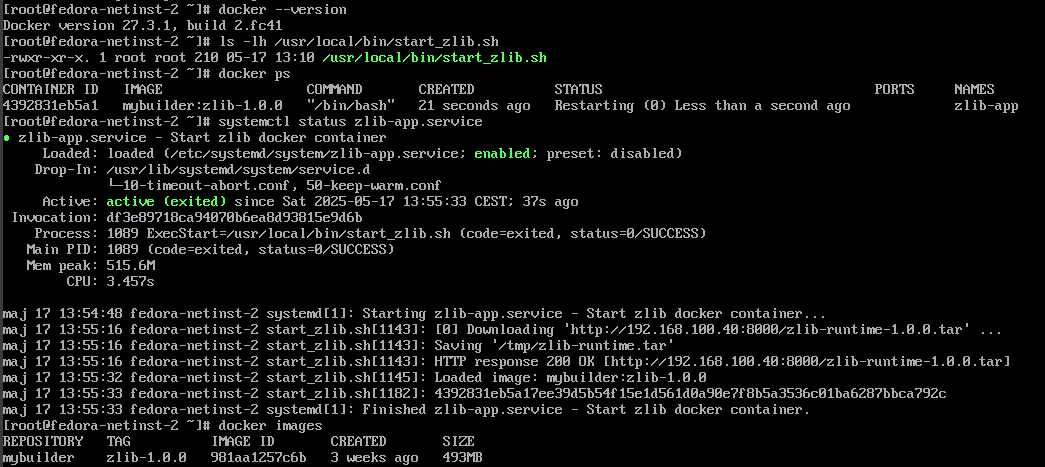 [root@fedora-netinst-2 ~]# docker --version
Docker version 27.3.1, build 2.fc41
[root@fedora-netinst-2 ~]# ls -lh /usr/local/bin/start_zlib.sh
-rwxr-xr-x. 1 root root 210 05-17 13:10 /usr/local/bin/start_zlib.sh
[root@fedora-netinst-2 ~]# docker ps
CONTAINER ID   IMAGE                  COMMAND       CREATED          STATUS                                  PORTS     NAMES
4392831eb5a1   mybuilder:zlib-1.0.0   "/bin/bash"   21 seconds ago   Restarting (0) Less than a second ago             zlib-app
[root@fedora-netinst-2 ~]# systemctl status zlib-app.service
● zlib-app.service - Start zlib docker container
     Loaded: loaded (/etc/systemd/system/zlib-app.service; enabled; preset: disabled)
    Drop-In: /usr/lib/systemd/system/service.d
             └─10-timeout-abort.conf, 50-keep-warm.conf
     Active: active (exited) since Sat 2025-05-17 13:55:33 CEST; 37s ago
 Invocation: df3e89718ca94070b6ea8d93815e9d6b
    Process: 1089 ExecStart=/usr/local/bin/start_zlib.sh (code=exited, status=0/SUCCESS)
   Main PID: 1089 (code=exited, status=0/SUCCESS)
   Mem peak: 515.6M
        CPU: 3.457s

maj 17 13:54:48 fedora-netinst-2 systemd[1]: Starting zlib-app.service - Start zlib docker container...
maj 17 13:55:16 fedora-netinst-2 start_zlib.sh[1143]: [0] Downloading 'http://192.168.100.40:8000/zlib-runtime-1.0.0.tar' ...
maj 17 13:55:16 fedora-netinst-2 start_zlib.sh[1143]: Saving '/tmp/zlib-runtime.tar'
maj 17 13:55:16 fedora-netinst-2 start_zlib.sh[1143]: HTTP response 200 OK [http://192.168.100.40:8000/zlib-runtime-1.0.0.tar]
maj 17 13:55:32 fedora-netinst-2 start_zlib.sh[1145]: Loaded image: mybuilder:zlib-1.0.0
maj 17 13:55:33 fedora-netinst-2 start_zlib.sh[1182]: 4392831eb5a17ee39d5b54f15e1d561d0a90e7f8b5a3536c01ba6287bbca792c
maj 17 13:55:33 fedora-netinst-2 systemd[1]: Finished zlib-app.service - Start zlib docker container.
[root@fedora-netinst-2 ~]# docker images
REPOSITORY   TAG          IMAGE ID       CREATED       SIZE
mybuilder    zlib-1.0.0   981aa1257c6b   3 weeks ago   493MB